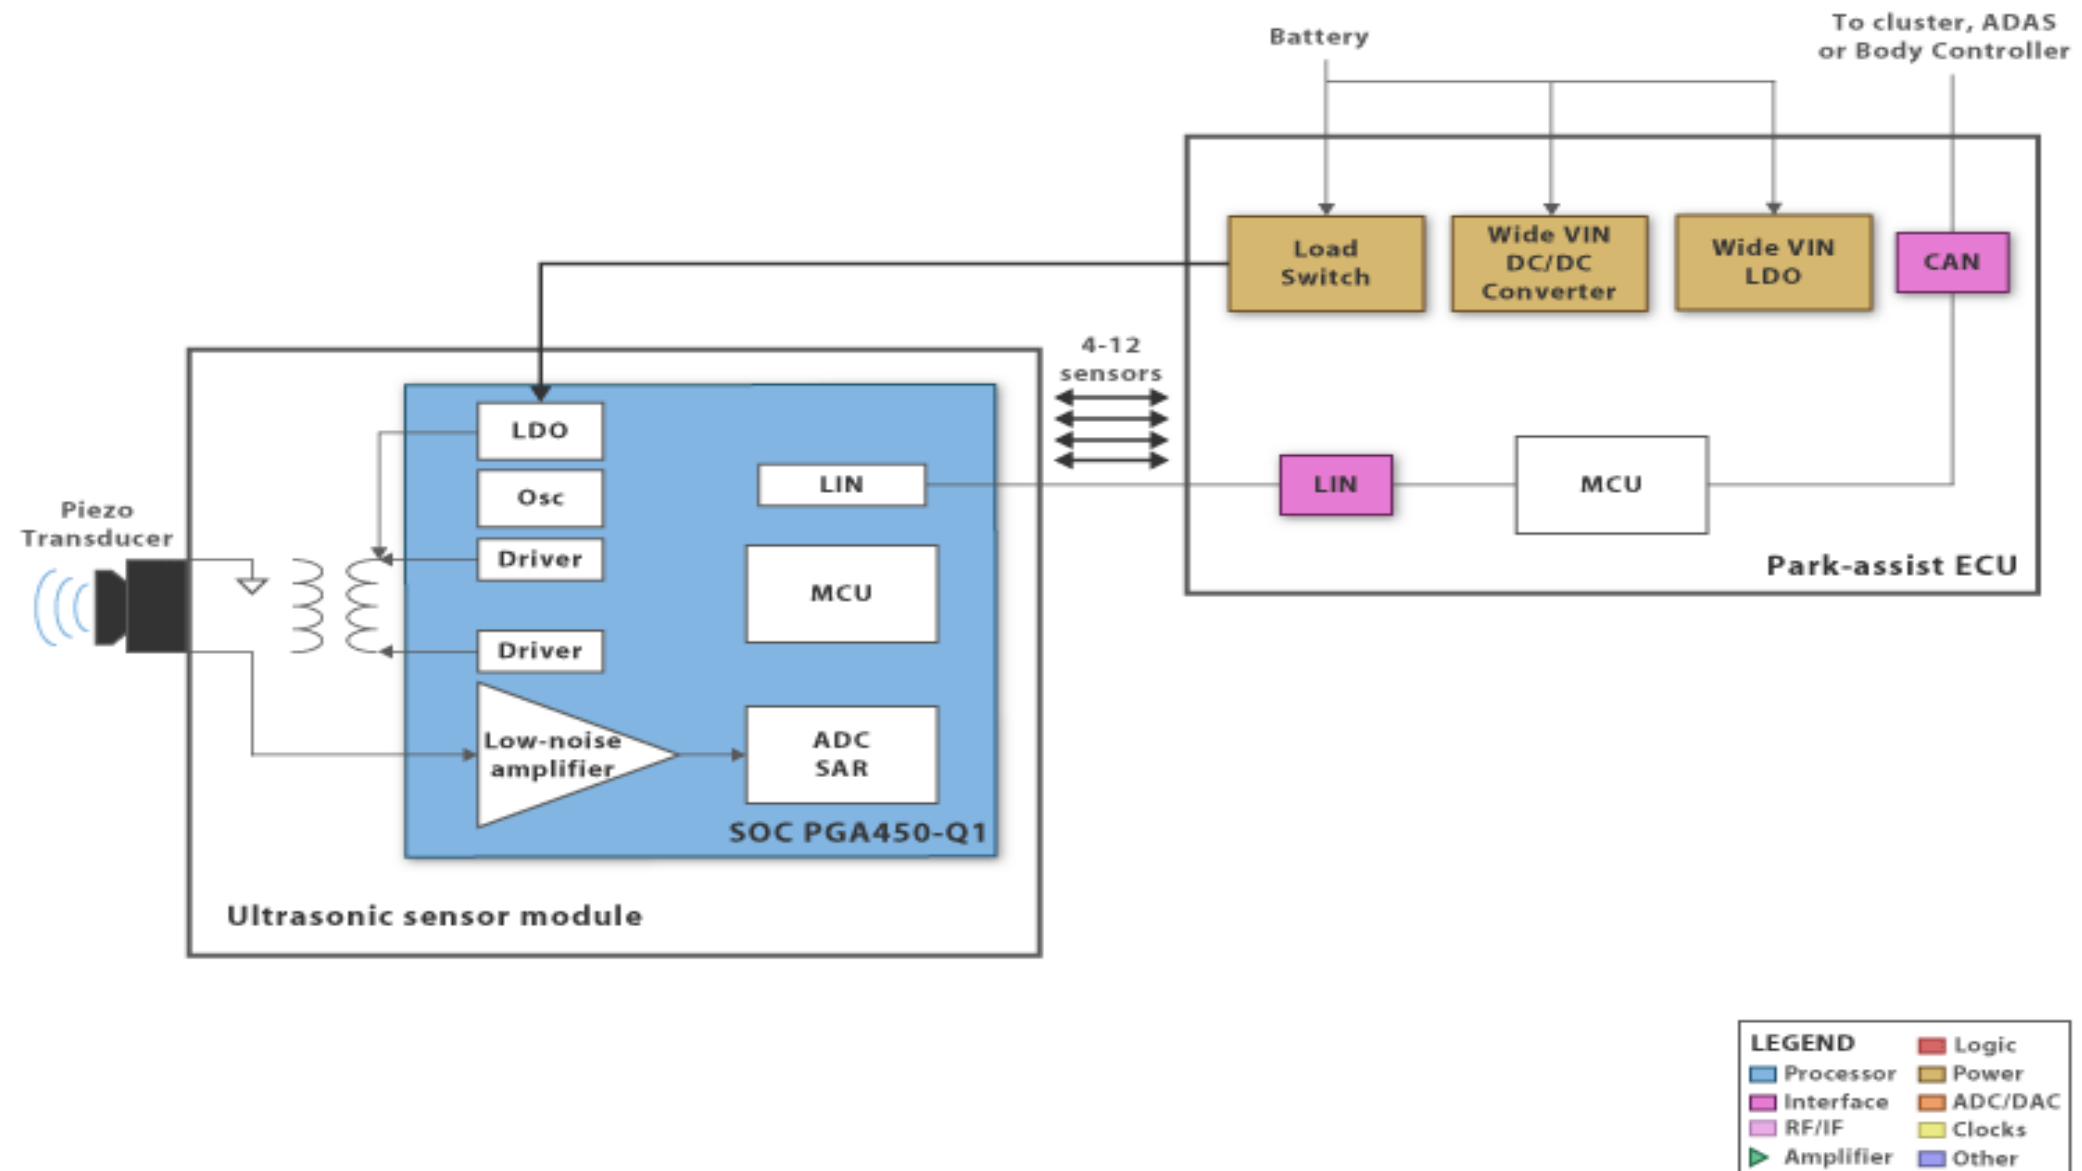 Battery
To cluster, ADAS
or Body Controller
Load
Switch
Wide VIN
DC/DC
Converter
Wide VIN
LDO
CAN
4-12
sensors
LDO
Osc
Driver
Driver
LIN
MCU
Low-noise
amplifier
ADC
SAR
SOC PGA450-Q1
Piezo
Transducer
Ultrasonic sensor module
LIN
MCU
Park-assist ECU
LEGEND
Processor
Interface
RF/IF
Amplifier
Logic
Power
ADC/DAC
Clocks
Other